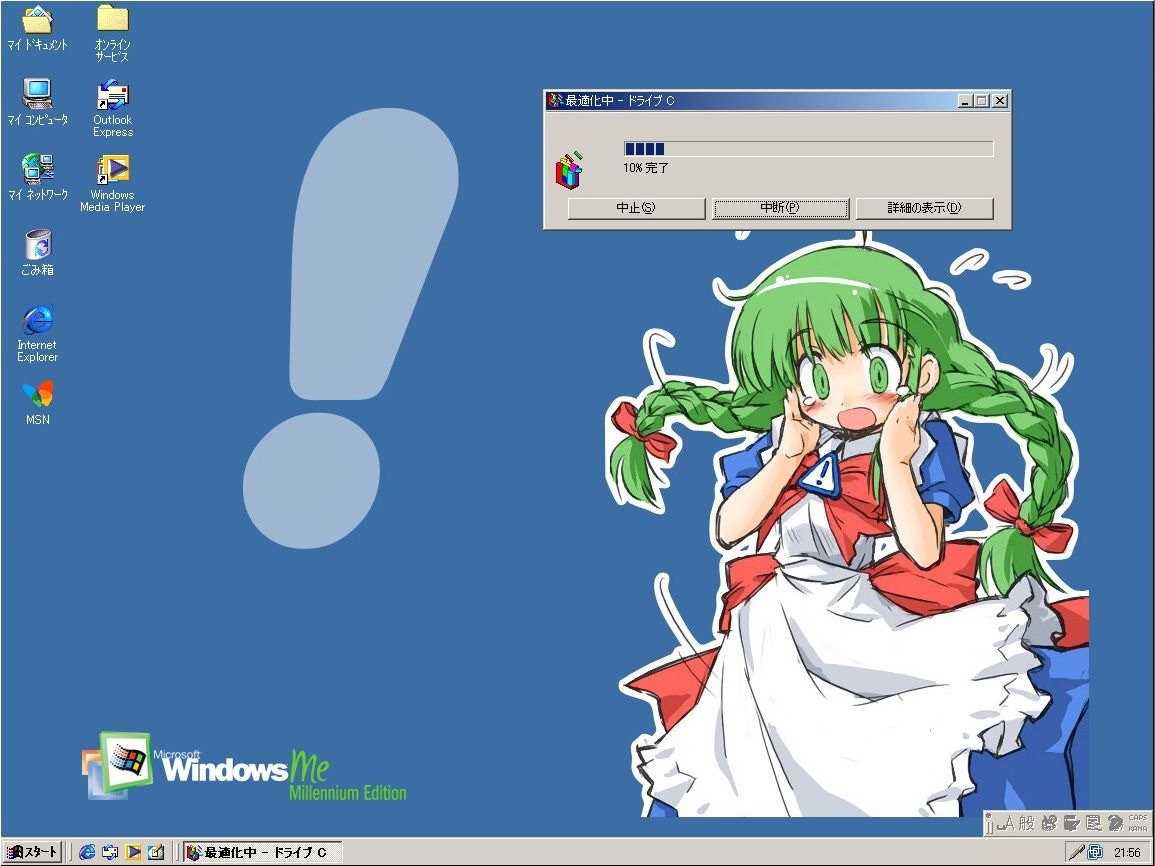 マイ ドキュメント
オンライン
サービス
マイ コンピュータ
Outlook
Express
マイ ネットワーク
Windows
Media Player
ごみ箱
Internet
Explorer
MSN
最適化中 - ドライブ C
10% 完了
中止(S)
中断(P)
詳細の表示(D)
!
Microsoft
Windows Me
Millennium Edition
A 般
CAPS
KANA
スタート
最適化中 - ドライブ C
21:56